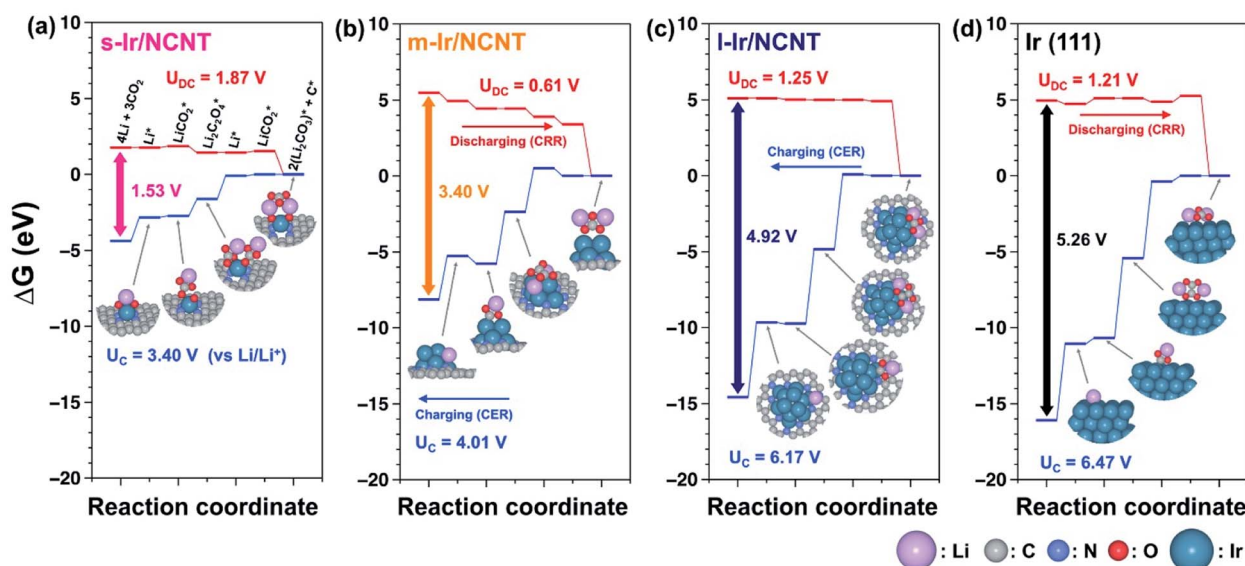 (a)
s-Ir/NCNT
U_DC = 1.87 V
4Li + 3CO₂
Li*
LiCO₂*
Li₂C₂O₄*
Li*
LiCO₂*
2(Li₂CO₃)* + C*
1.53 V
U_C = 3.40 V (vs Li/Li⁺)
10
5
0
−5
−10
−15
−20
ΔG (eV)
Reaction coordinate
(b)
m-Ir/NCNT
U_DC = 0.61 V
Discharging (CRR)
3.40 V
Charging (CER)
U_C = 4.01 V
10
5
0
−5
−10
−15
−20
Reaction coordinate
(c)
l-Ir/NCNT
U_DC = 1.25 V
Charging (CER)
4.92 V
U_C = 6.17 V
10
5
0
−5
−10
−15
−20
Reaction coordinate
(d)
Ir (111)
U_DC = 1.21 V
Discharging (CRR)
5.26 V
U_C = 6.47 V
10
5
0
−5
−10
−15
−20
Reaction coordinate
: Li : C : N : O : Ir